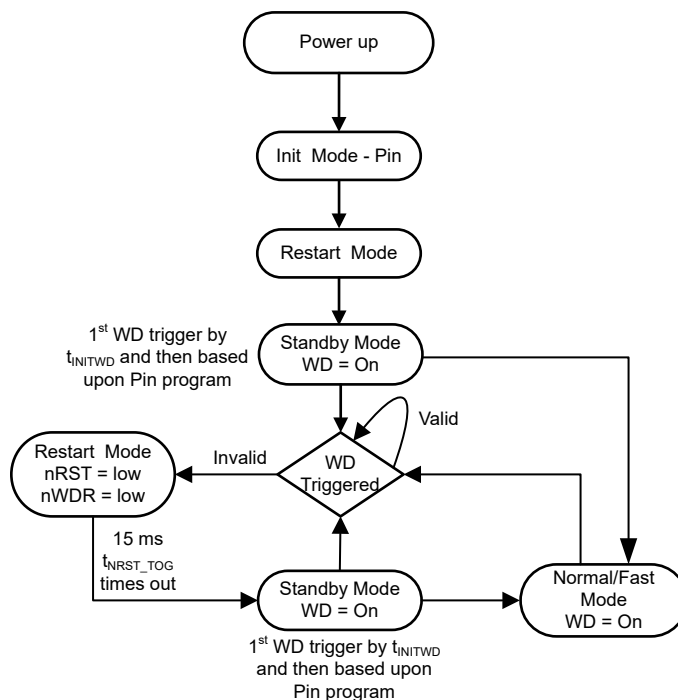 Power up
Init Mode - Pin
Restart Mode
1st WD trigger by
tINITWD and then based
upon Pin program
Standby Mode
WD = On
Valid
Restart Mode
nRST = low
nWDR = low
Invalid
WD
Triggered
15 ms
tNRST_TOG
times out
Standby Mode
WD = On
Normal/Fast
Mode
WD = On
1st WD trigger by tINITWD
and then based upon
Pin program